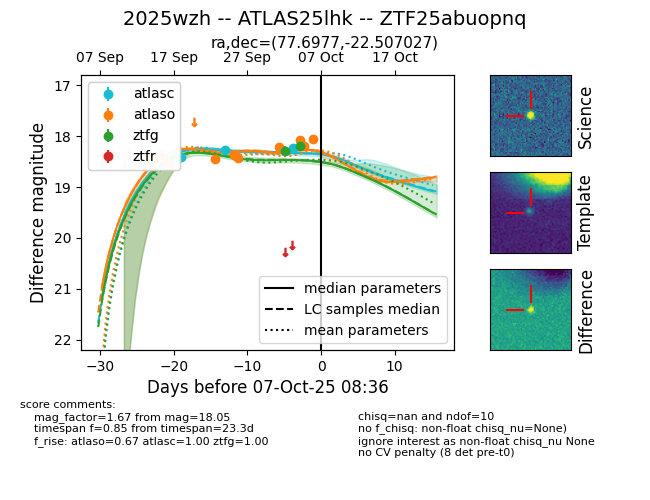 2025wzh -- ATLAS25lhk -- ZTF25abuopnq
ra,dec=(77.6977,-22.507027)
07 Sep 17 Sep 27 Sep 07 Oct 17 Oct
17
18
19
20
21
22
Difference magnitude
atlasc
atlaso
ztfg
ztfr
median parameters
LC samples median
mean parameters
−30 −20 −10 0 10
Days before 07-Oct-25 08:36
Science
Template
Difference
score comments:
mag_factor=1.67 from mag=18.05
timespan f=0.85 from timespan=23.3d
f_rise: atlaso=0.67 atlasc=1.00 ztfg=1.00
chisq=nan and ndof=10
no f_chisq: non-float chisq_nu=None)
ignore interest as non-float chisq_nu None
no CV penalty (8 det pre-t0)